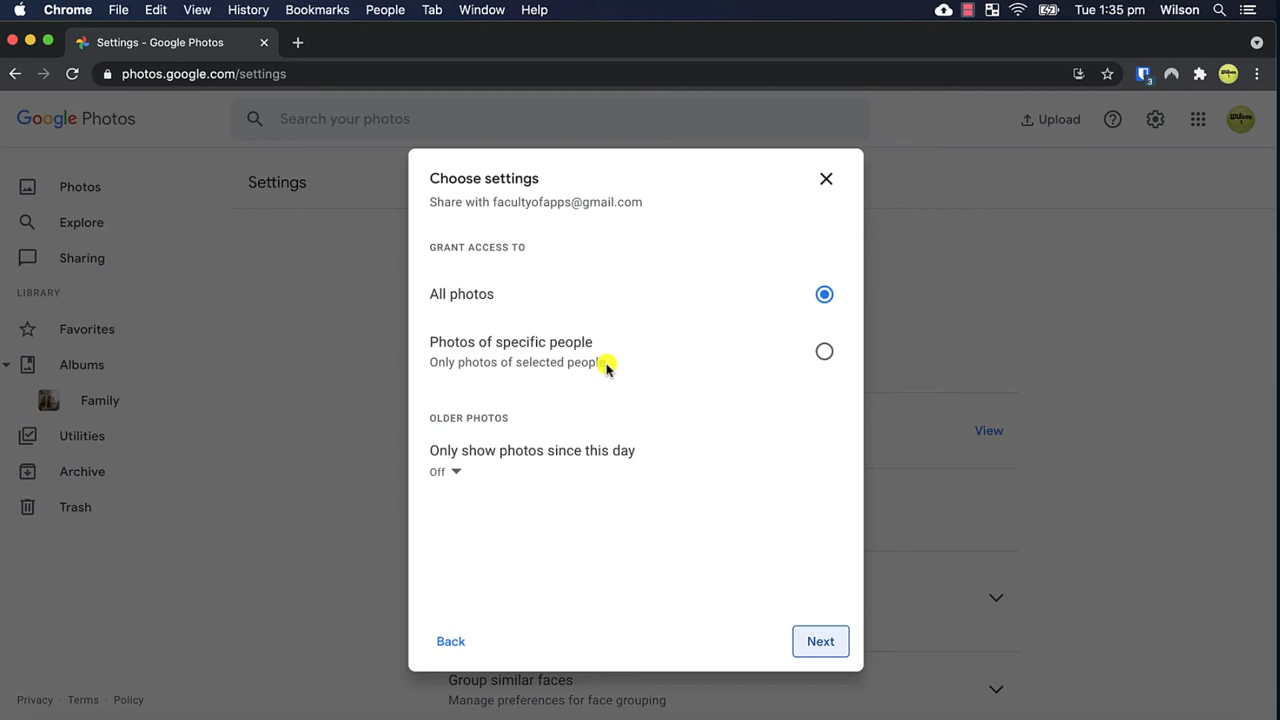 Chrome File Edit View History Bookmarks People Tab Window Help Tue 1:35 pm Wilson
Settings - Google Photos
photos.google.com/settings
3
Google Photos
Search your photos
Upload
Photos
Settings
Explore
Sharing
LIBRARY
Favorites
Albums
Family
Utilities
Archive
Trash
Choose settings
Share with facultyofapps@gmail.com
GRANT ACCESS TO
All photos
Photos of specific people
Only photos of selected people
OLDER PHOTOS
Only show photos since this day
Off
View
Back
Next
Group similar faces
Manage preferences for face grouping
Privacy · Terms · Policy